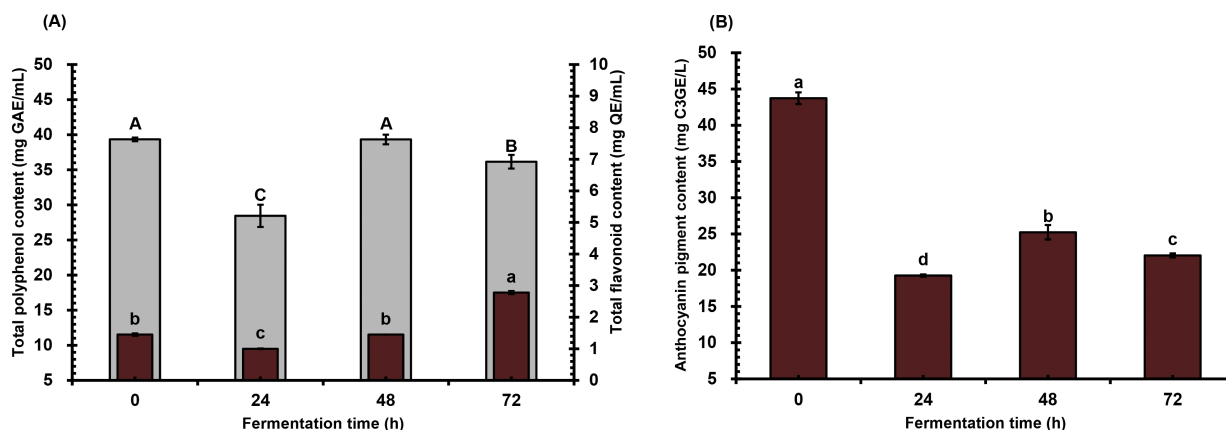 (A)
Total polyphenol content (mg GAE/mL)
50
45
40
35
30
25
20
15
10
5
A
C
A
B
b
c
b
a
10
9
8
7
6
5
4
3
2
1
0
Total flavonoid content (mg QE/mL)
0
24
48
72
Fermentation time (h)
(B)
Anthocyanin pigment content (mg C3GE/L)
50
45
40
35
30
25
20
15
10
5
a
d
b
c
0
24
48
72
Fermentation time (h)